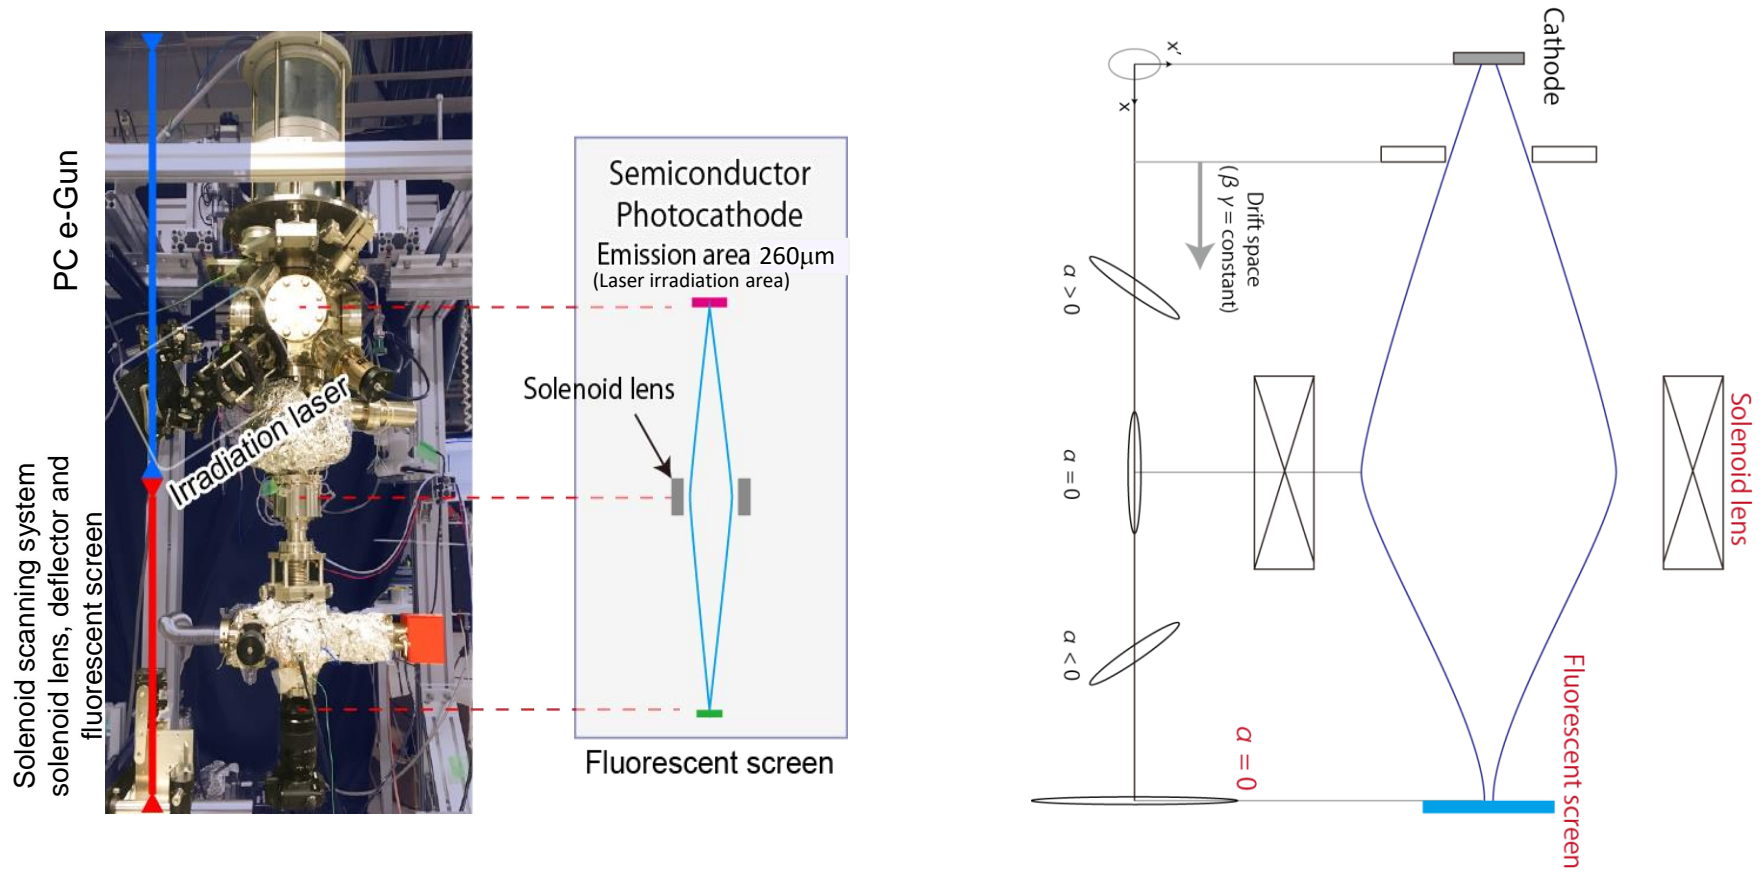 PC e-Gun
Solenoid scanning system
solenoid lens, deflector and
fluorescent screen
Irradiation laser
Semiconductor
Photocathode
Emission area 260μm
(Laser irradiation area)
Solenoid lens
Fluorescent screen
Cathode
x'
x
Drift space
(β γ = constant)
α > 0
α = 0
α < 0
α = 0
Solenoid lens
Fluorescent screen